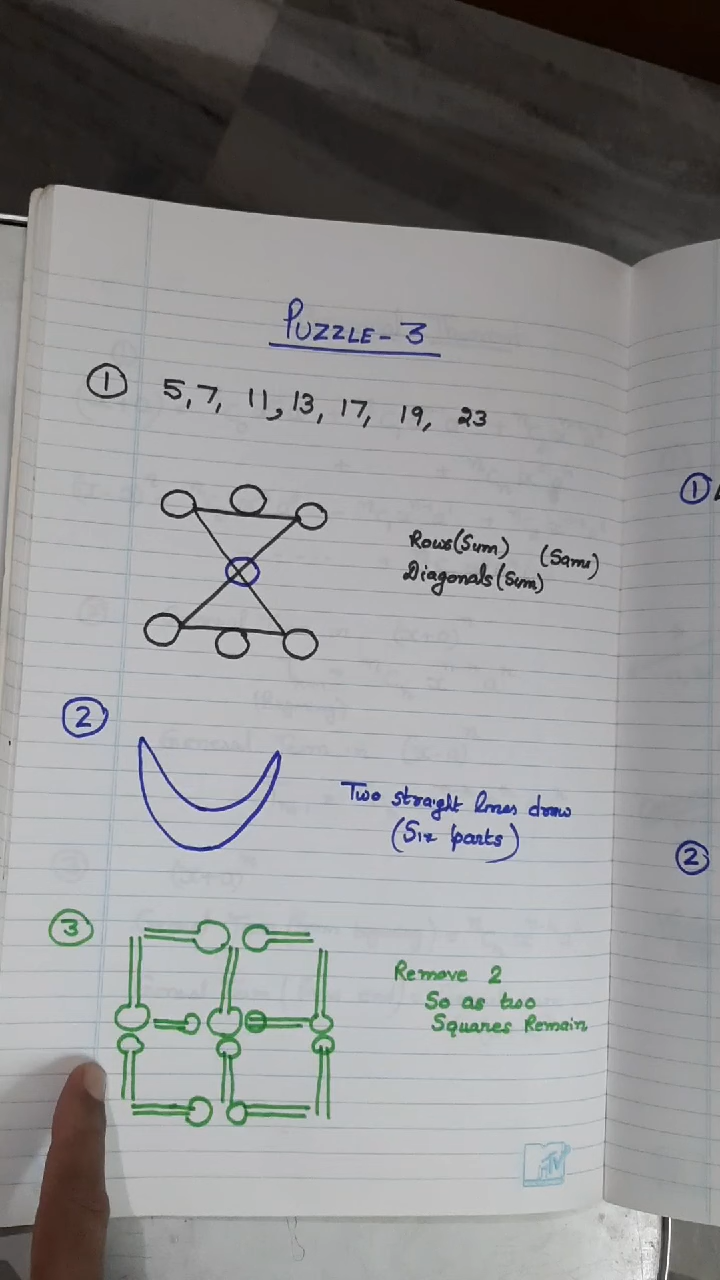 PUZZLE-3
① 5, 7, 11, 13, 17, 19, 23
Rows (Sum) (Same)
Diagonals (Sum)
②
Two straight lines draw
(Six parts)
③
Remove 2
So as two
Squares Remain
MTV
①
②